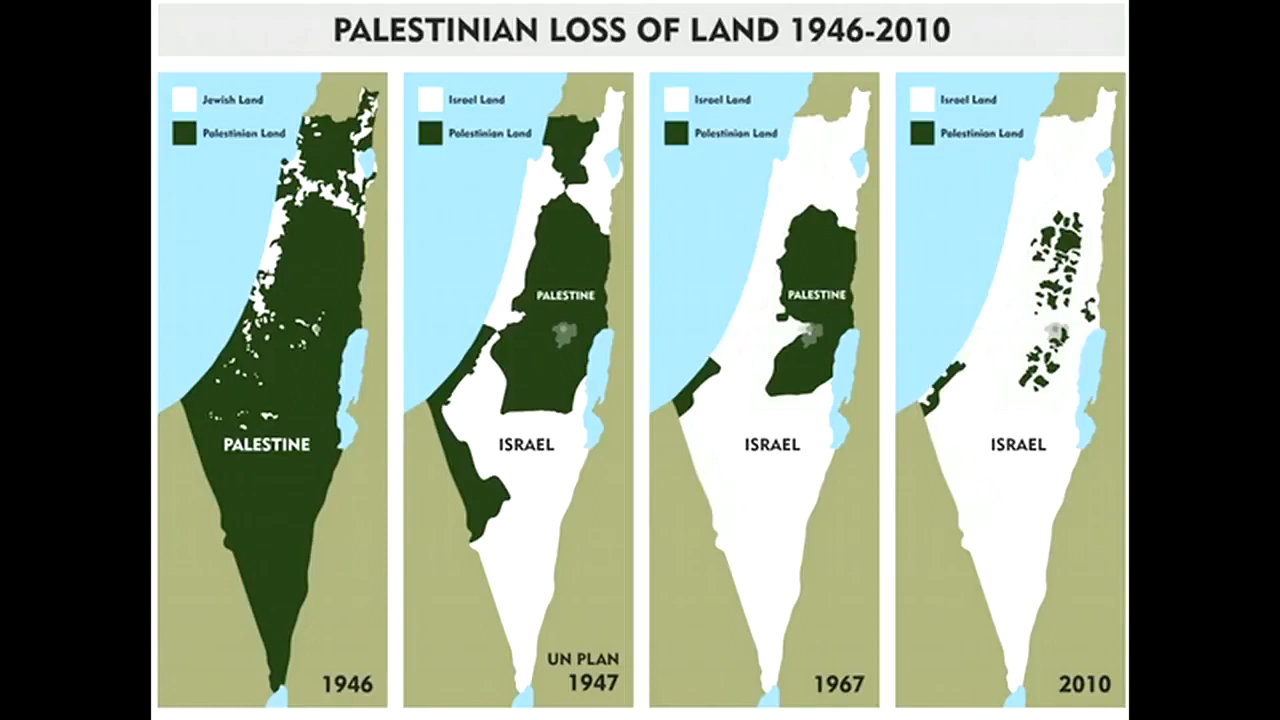 PALESTINIAN LOSS OF LAND 1946-2010
Jewish Land
Palestinian Land
PALESTINE
1946
Israel Land
Palestinian Land
PALESTINE
ISRAEL
UN PLAN
1947
Israel Land
Palestinian Land
PALESTINE
ISRAEL
1967
Israel Land
Palestinian Land
ISRAEL
2010